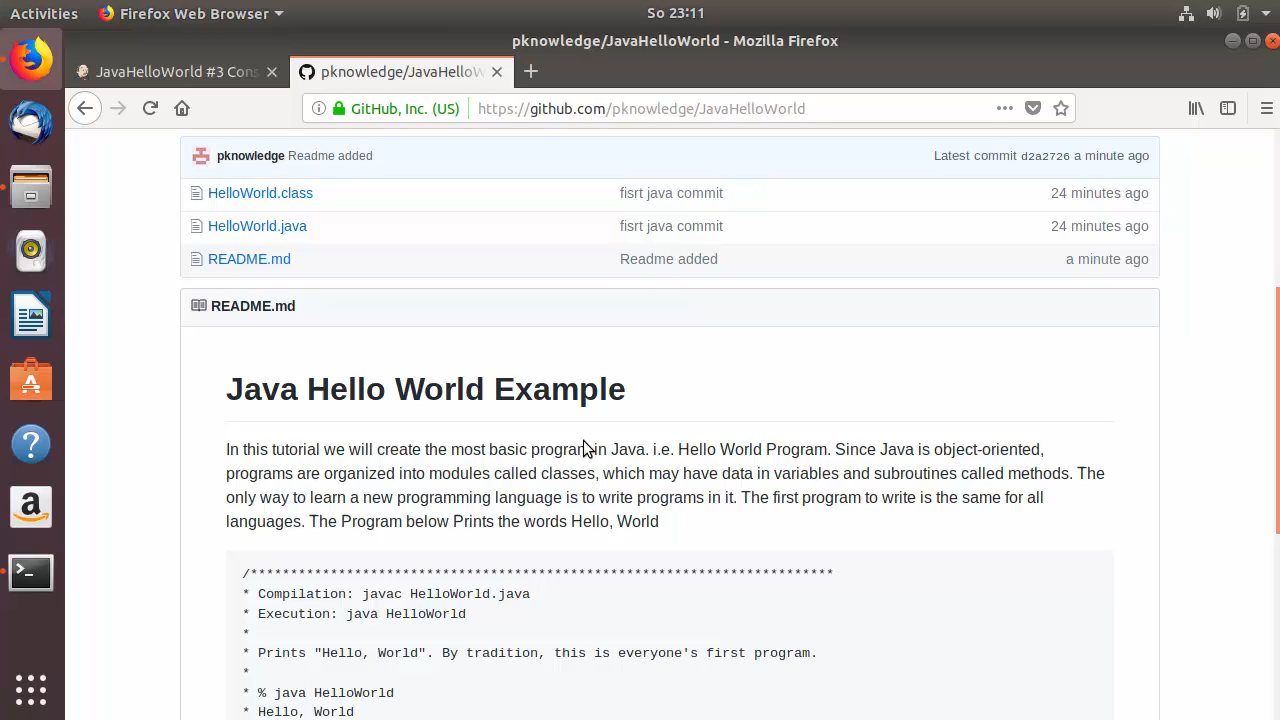 Activities Firefox Web Browser So 23:11
pknowledge/JavaHelloWorld - Mozilla Firefox
JavaHelloWorld #3 Cons pknowledge/JavaHelloW
GitHub, Inc. (US) https://github.com/pknowledge/JavaHelloWorld
pknowledge Readme added Latest commit d2a2726 a minute ago
HelloWorld.class fisrt java commit 24 minutes ago
HelloWorld.java fisrt java commit 24 minutes ago
README.md Readme added a minute ago
README.md
Java Hello World Example
In this tutorial we will create the most basic program in Java. i.e. Hello World Program. Since Java is object-oriented,
programs are organized into modules called classes, which may have data in variables and subroutines called methods. The
only way to learn a new programming language is to write programs in it. The first program to write is the same for all
languages. The Program below Prints the words Hello, World
/*************************************************************************
* Compilation: javac HelloWorld.java
* Execution: java HelloWorld
*
* Prints "Hello, World". By tradition, this is everyone's first program.
*
* % java HelloWorld
* Hello, World